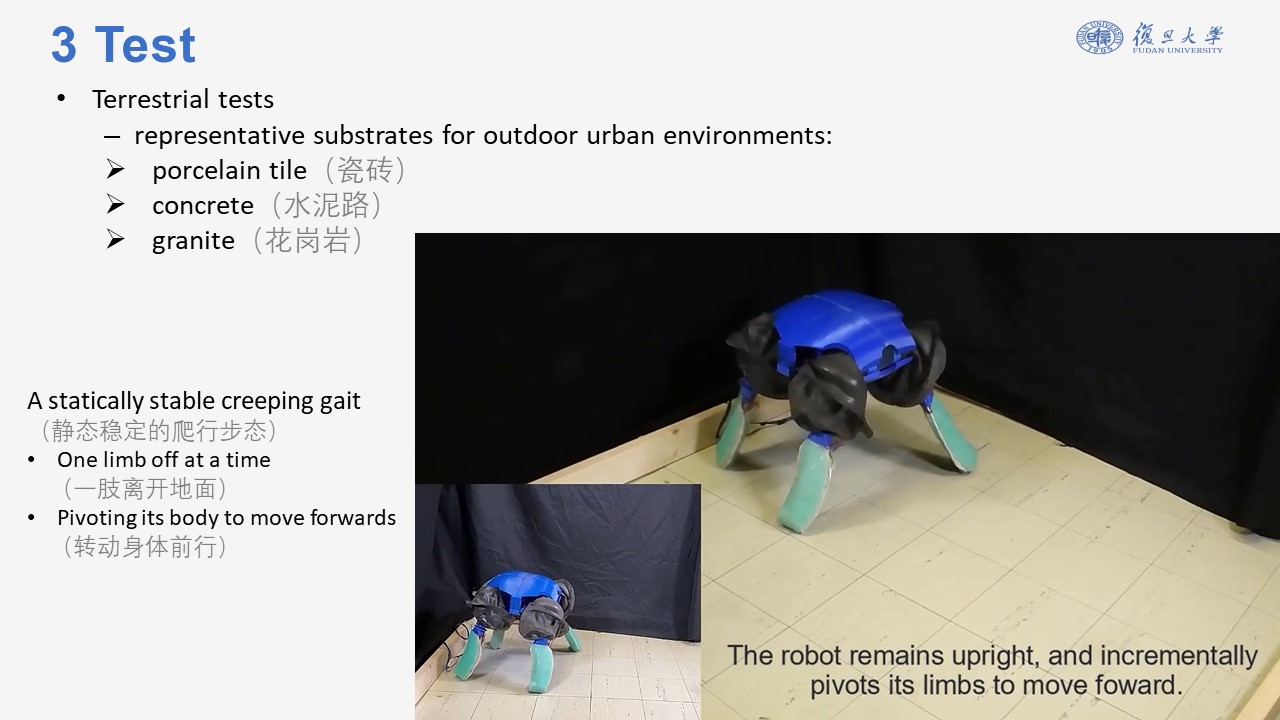 3 Test
復旦大學
FUDAN UNIVERSITY
• Terrestrial tests
– representative substrates for outdoor urban environments:
➢ porcelain tile（瓷砖）
➢ concrete（水泥路）
➢ granite（花岗岩）
A statically stable creeping gait
（静态稳定的爬行步态）
• One limb off at a time
（一肢离开地面）
• Pivoting its body to move forwards
（转动身体前行）
The robot remains upright, and incrementally
pivots its limbs to move foward.